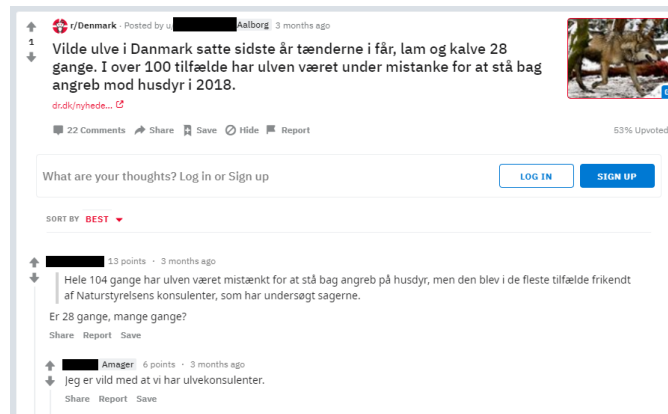 r/Denmark · Posted by u/ Aalborg 3 months ago
1
Vilde ulve i Danmark satte sidste år tænderne i får, lam og kalve 28
gange. I over 100 tilfælde har ulven været under mistanke for at stå bag
angreb mod husdyr i 2018.
dr.dk/nyhede...
22 Comments Share Save Hide Report 53% Upvoted
What are your thoughts? Log in or Sign up LOG IN SIGN UP
SORT BY BEST
13 points · 3 months ago
Hele 104 gange har ulven været mistænkt for at stå bag angreb på husdyr, men den blev i de fleste tilfælde frikendt
af Naturstyrelsens konsulenter, som har undersøgt sagerne.
Er 28 gange, mange gange?
Share Report Save
Amager 6 points · 3 months ago
Jeg er vild med at vi har ulvekonsulenter.
Share Report Save